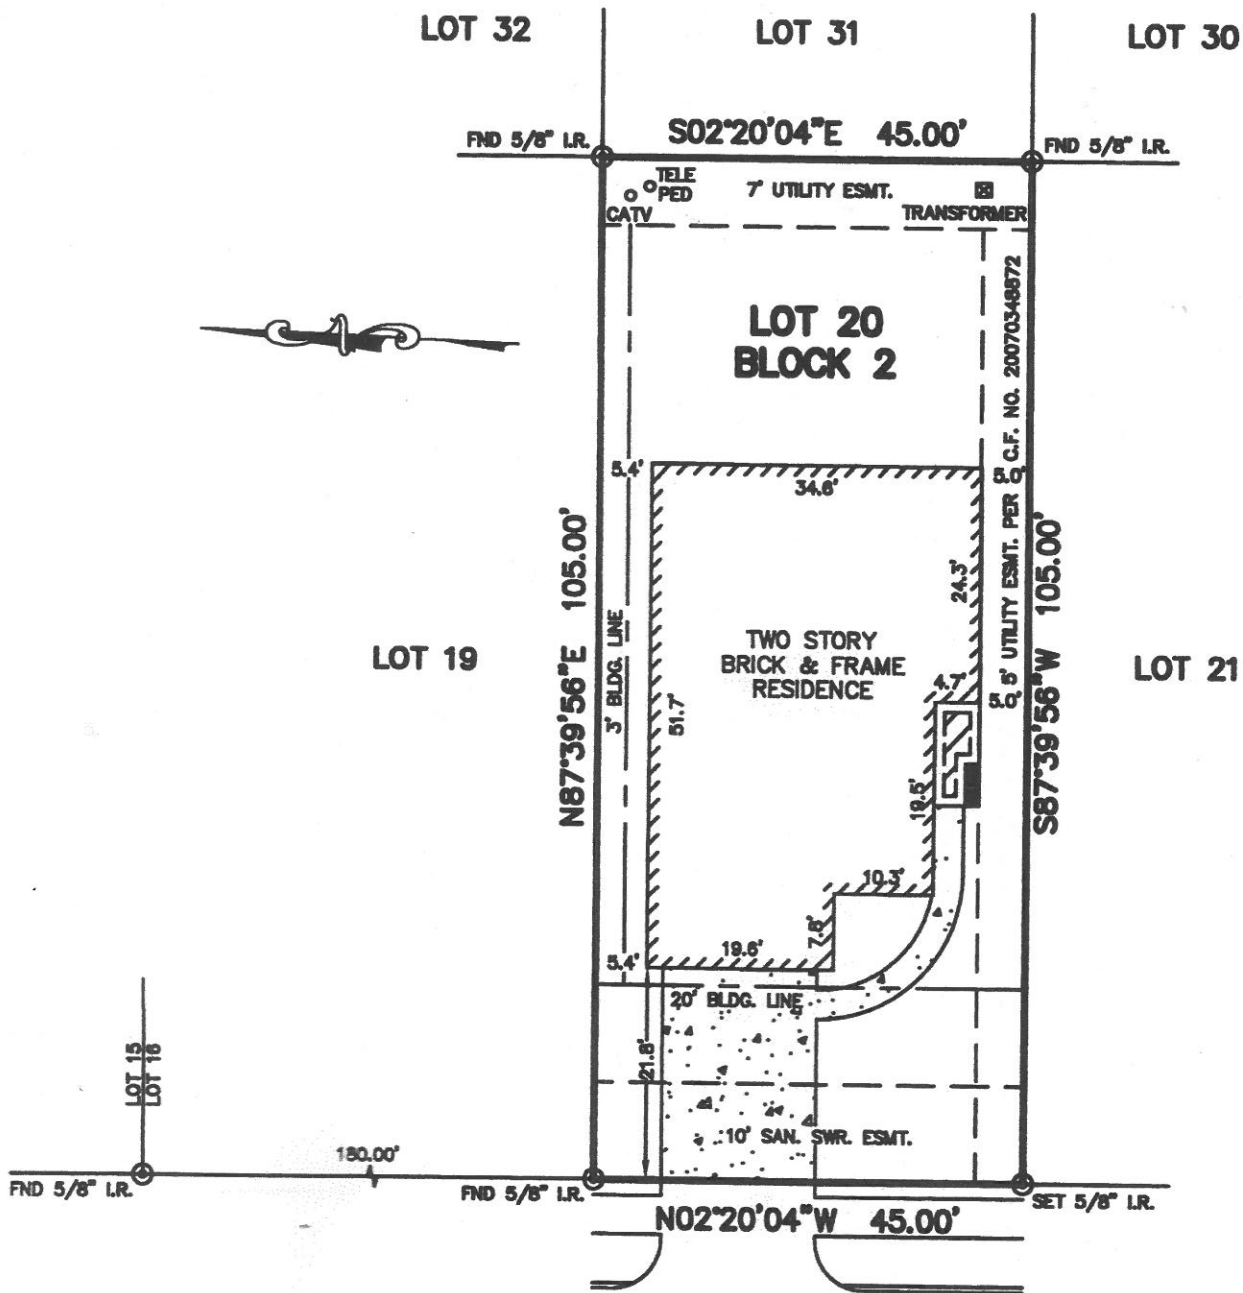 LOT 32
LOT 31
LOT 30
FND 5/8" I.R.
S02°20'04"E 45.00'
FND 5/8" I.R.
TELE
PED
CATV
7' UTILITY ESMT.
TRANSFORMER
LOT 20
BLOCK 2
5' UTILITY ESMT. PER C.F. NO. 20070348872
5.4'
34.6'
5.0'
N87°39'56"E 105.00'
3' BLDG. LINE
51.7'
24.3'
S87°39'56"W 105.00'
LOT 19
TWO STORY
BRICK & FRAME
RESIDENCE
LOT 21
4.7'
5.0'
19.5'
10.3'
7.8'
19.6'
5.4'
20' BLDG. LINE
21.8'
LOT 15
LOT 16
10' SAN. SWR. ESMT.
180.00'
FND 5/8" I.R.
FND 5/8" I.R.
SET 5/8" I.R.
N02°20'04"W 45.00'